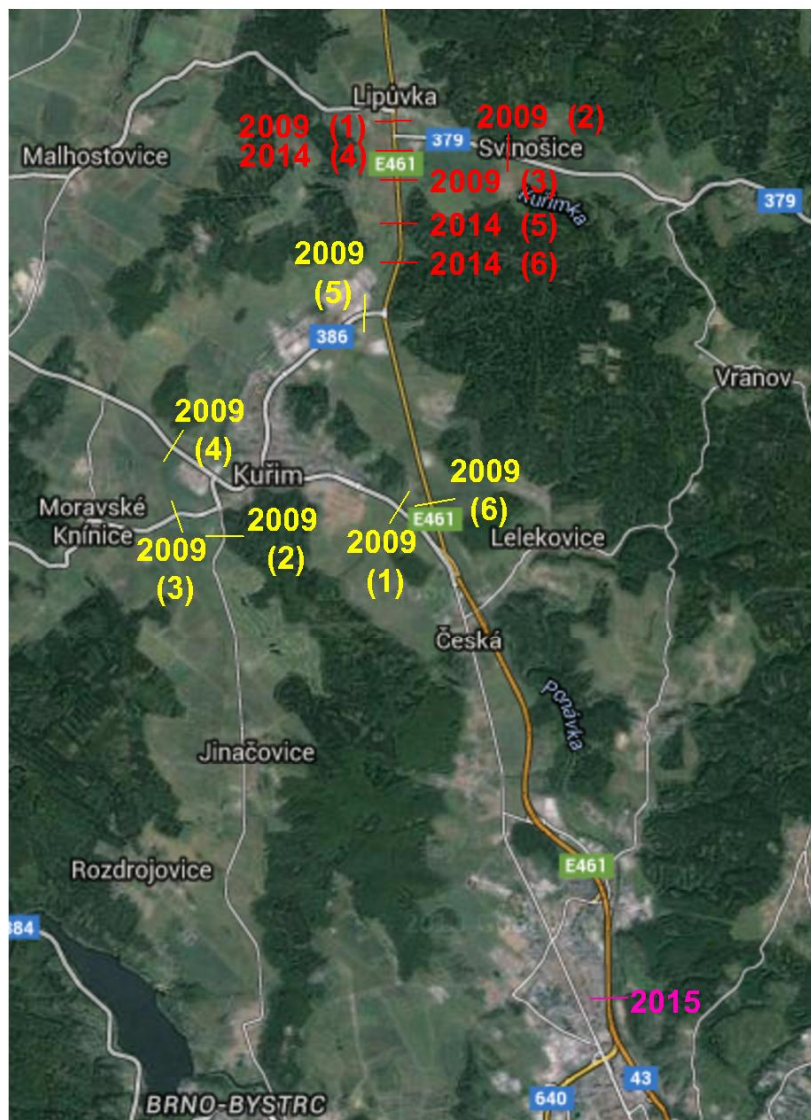 Lipůvka
2009 (1)
2009 (2)
379
Svinošice
Malhostovice
2014 (4)
E461
2009 (3)
Kuřimka
379
2014 (5)
2009
(5)
2014 (6)
386
Vranov
2009
(4)
Kuřim
2009
(6)
Moravské
Knínice
E461
2009
(2)
Lelekovice
2009
(3)
2009
(1)
Česká
Ponávka
Jinačovice
Rozdrojovice
E461
384
2015
43
640
BRNO-BYSTRC